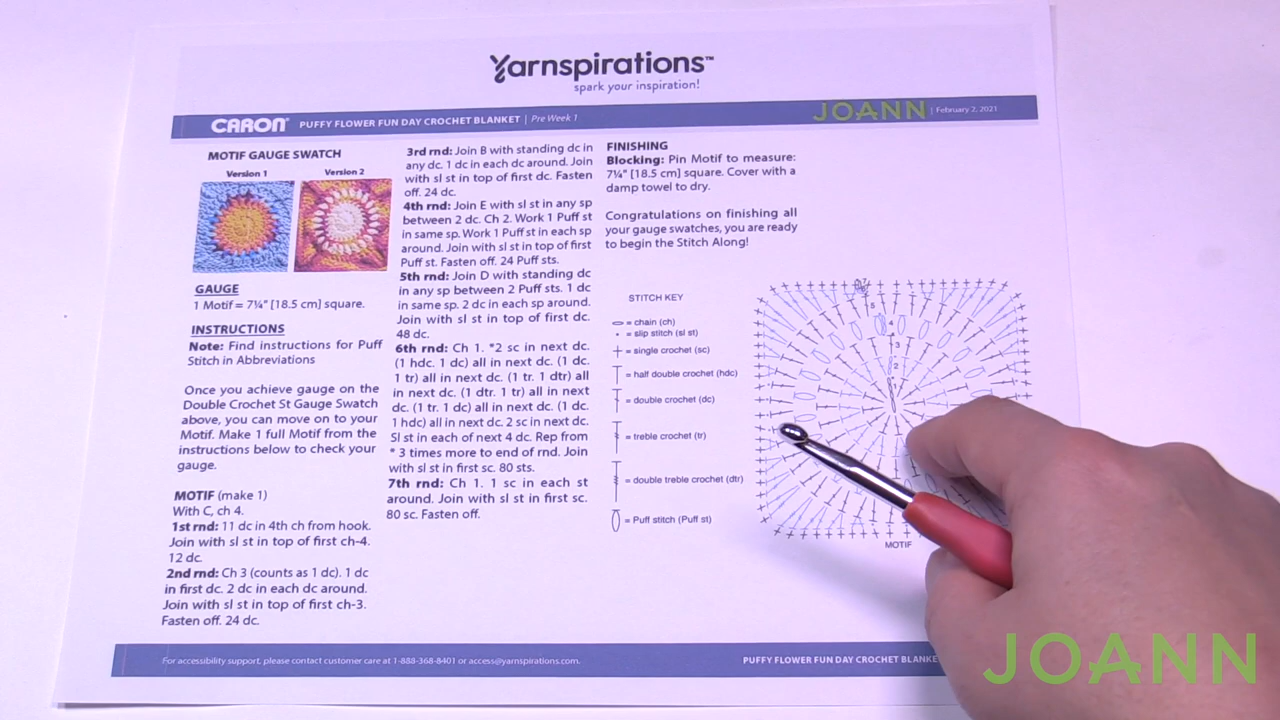 Yarnspirations™
spark your inspiration!
CARON® PUFFY FLOWER FUN DAY CROCHET BLANKET | Pre Week 1
JOANN | February 2, 2021
MOTIF GAUGE SWATCH
Version 1 Version 2
GAUGE
1 Motif = 7¼" [18.5 cm] square.
INSTRUCTIONS
Note: Find instructions for Puff
Stitch in Abbreviations
Once you achieve gauge on the
Double Crochet St Gauge Swatch
above, you can move on to your
Motif. Make 1 full Motif from the
instructions below to check your
gauge.
MOTIF (make 1)
With C, ch 4.
1st rnd: 11 dc in 4th ch from hook.
Join with sl st in top of first ch-4.
12 dc.
2nd rnd: Ch 3 (counts as 1 dc). 1 dc
in first dc. 2 dc in each dc around.
Join with sl st in top of first ch-3.
Fasten off. 24 dc.
3rd rnd: Join B with standing dc in
any dc. 1 dc in each dc around. Join
with sl st in top of first dc. Fasten
off. 24 dc.
4th rnd: Join E with sl st in any sp
between 2 dc. Ch 2. Work 1 Puff st
in same sp. Work 1 Puff st in each sp
around. Join with sl st in top of first
Puff st. Fasten off. 24 Puff sts.
5th rnd: Join D with standing dc
in any sp between 2 Puff sts. 1 dc
in same sp. 2 dc in each sp around.
Join with sl st in top of first dc.
48 dc.
6th rnd: Ch 1. *2 sc in next dc.
(1 hdc. 1 dc) all in next dc. (1 dc.
1 tr) all in next dc. (1 tr. 1 dtr) all
in next dc. (1 dtr. 1 tr) all in next
dc. (1 tr. 1 dc) all in next dc. (1 dc.
1 hdc) all in next dc. 2 sc in next dc.
Sl st in each of next 4 dc. Rep from
* 3 times more to end of rnd. Join
with sl st in first sc. 80 sts.
7th rnd: Ch 1. 1 sc in each st
around. Join with sl st in first sc.
80 sc. Fasten off.
FINISHING
Blocking: Pin Motif to measure:
7¼" [18.5 cm] square. Cover with a
damp towel to dry.
Congratulations on finishing all
your gauge swatches, you are ready
to begin the Stitch Along!
STITCH KEY
= chain (ch)
= slip stitch (sl st)
= single crochet (sc)
= half double crochet (hdc)
= double crochet (dc)
= treble crochet (tr)
= double treble crochet (dtr)
= Puff stitch (Puff st)
7
5
4
3
2
MOTIF
For accessibility support, please contact customer care at 1-888-368-8401 or access@yarnspirations.com.
PUFFY FLOWER FUN DAY CROCHET BLANKE
JOANN